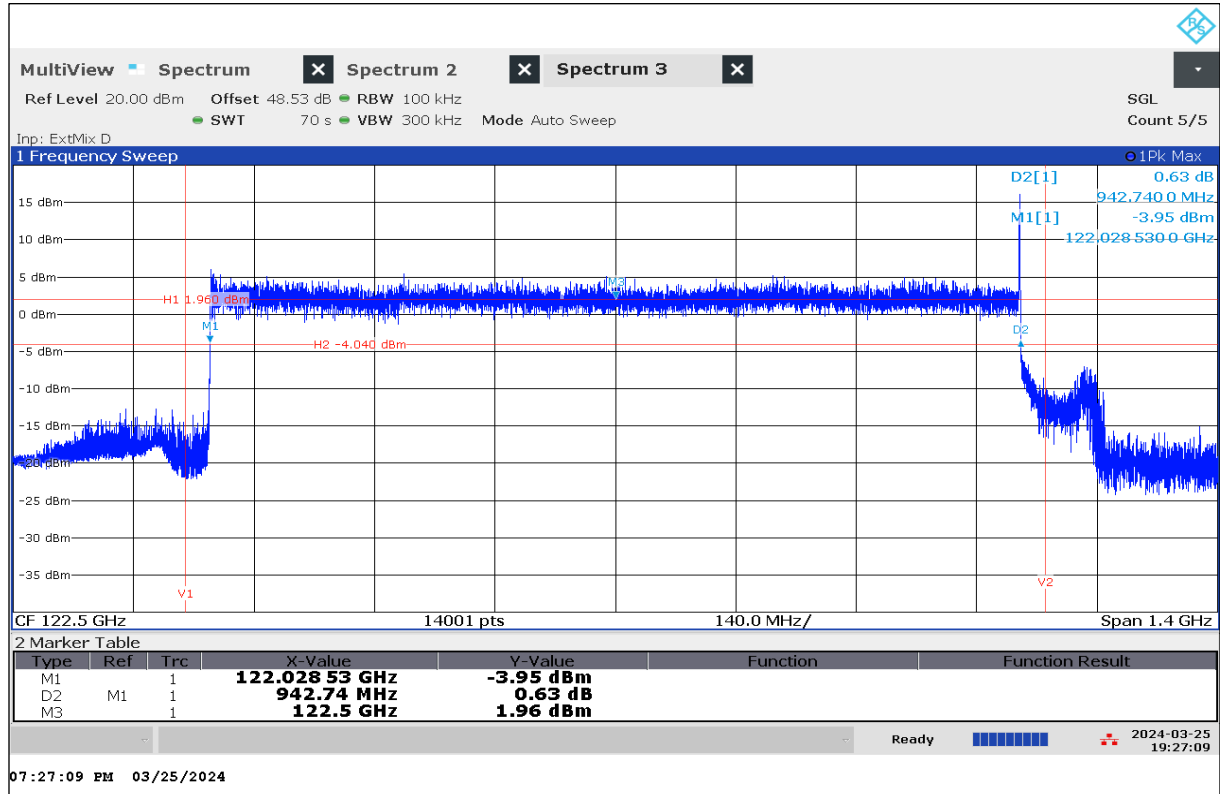 R/S
MultiView Spectrum X Spectrum 2 X Spectrum 3 X
Ref Level 20.00 dBm Offset 48.53 dB RBW 100 kHz SGL
SWT 70 s VBW 300 kHz Mode Auto Sweep Count 5/5
Inp: ExtMix D
1 Frequency Sweep 1Pk Max
D2[1] 0.63 dB
942.740 0 MHz
15 dBm
M1[1] -3.95 dBm
10 dBm 122.028 530 0 GHz
5 dBm
M3
H1 1.960 dBm
0 dBm
M1 D2
H2 -4.040 dBm
-5 dBm
-10 dBm
-15 dBm
-20 dBm
-25 dBm
-30 dBm
-35 dBm
V1 V2
CF 122.5 GHz 14001 pts 140.0 MHz/ Span 1.4 GHz
2 Marker Table
Type Ref Trc X-Value Y-Value Function Function Result
M1 1 122.028 53 GHz -3.95 dBm
D2 M1 1 942.74 MHz 0.63 dB
M3 1 122.5 GHz 1.96 dBm
Ready 2024-03-25
19:27:09
07:27:09 PM 03/25/2024